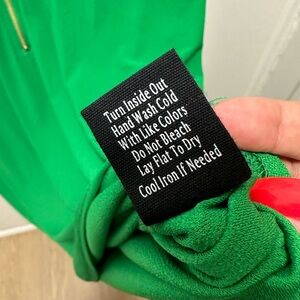 Turn Inside Out
Hand Wash Cold
With Like Colors
Do Not Bleach
Lay Flat To Dry
Cool Iron If Needed